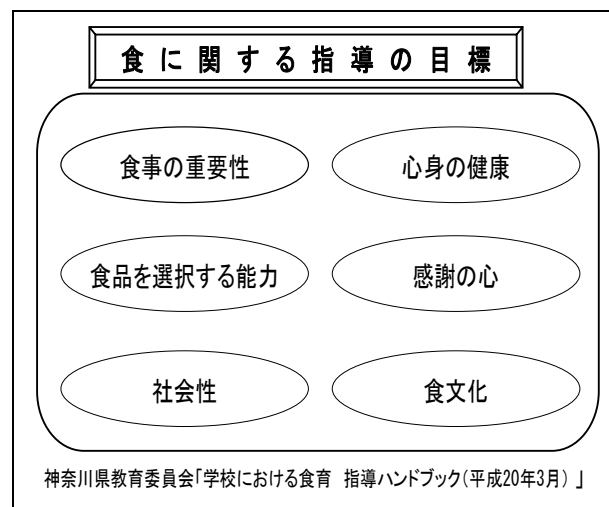 食に関する指導の目標
食事の重要性
心身の健康
食品を選択する能力
感謝の心
社会性
食文化
神奈川県教育委員会「学校における食育　指導ハンドブック(平成20年3月）」